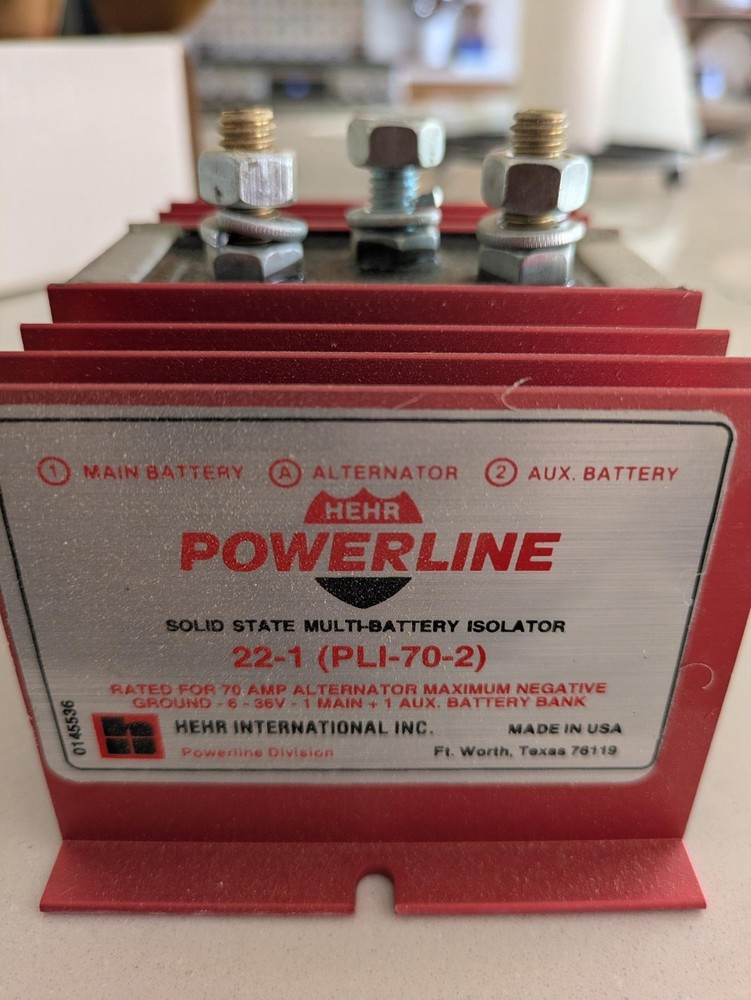 1 MAIN BATTERY A ALTERNATOR 2 AUX. BATTERY
HEHR
POWERLINE
SOLID STATE MULTI-BATTERY ISOLATOR
22-1 (PLI-70-2)
RATED FOR 70 AMP ALTERNATOR MAXIMUM NEGATIVE
GROUND - 6 - 36V - 1 MAIN + 1 AUX. BATTERY BANK
0145536
HEHR INTERNATIONAL INC. MADE IN USA
Powerline Division Ft. Worth, Texas 76119